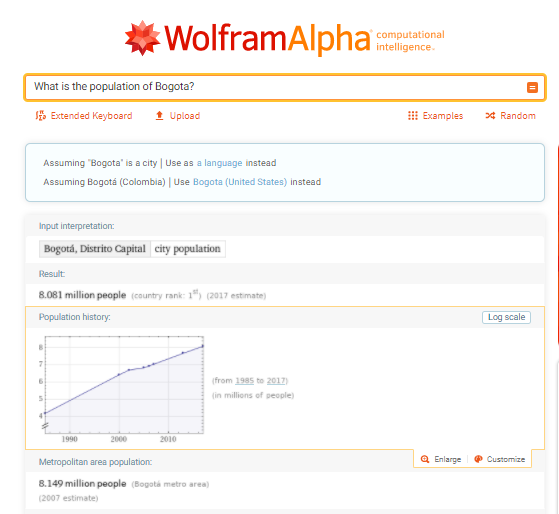 WolframAlpha computational intelligence.
What is the population of Bogota?
Extended Keyboard Upload Examples Random
Assuming "Bogota" is a city | Use as a language instead
Assuming Bogotá (Colombia) | Use Bogota (United States) instead
Input interpretation:
Bogotá, Distrito Capital city population
Result:
8.081 million people (country rank: 1st) (2017 estimate)
Population history:
Log scale
8
7
6
5
4
1990 2000 2010
(from 1985 to 2017)
(in millions of people)
Enlarge Customize
Metropolitan area population:
8.149 million people (Bogotá metro area)
(2007 estimate)